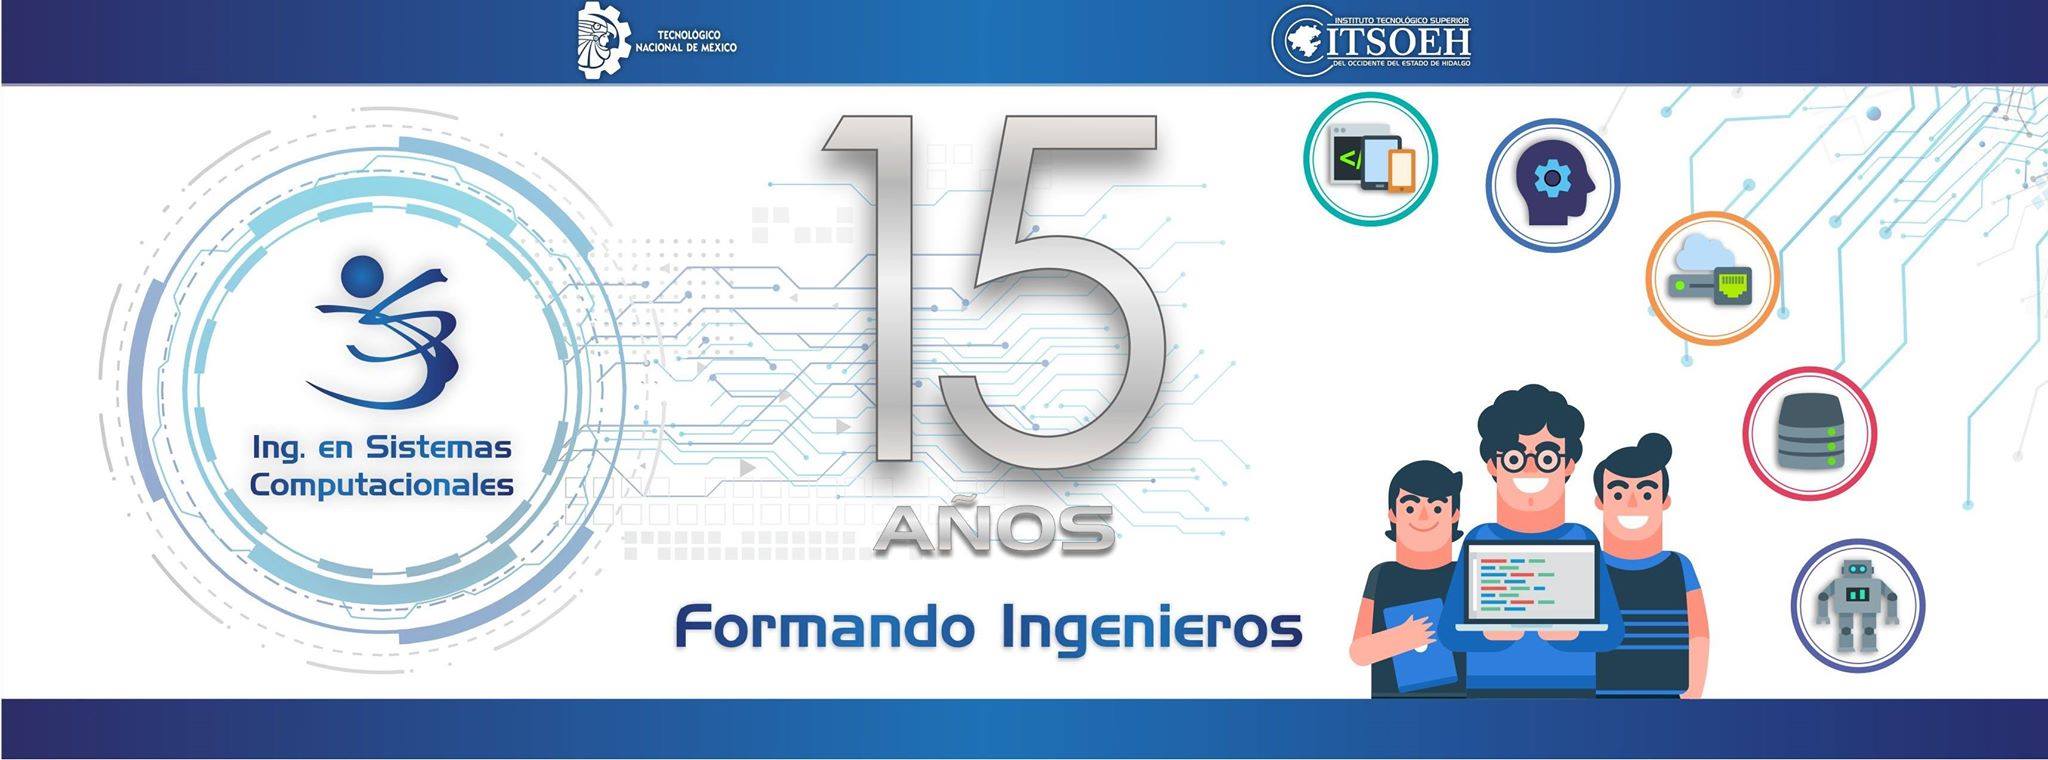 TECNOLÓGICO
NACIONAL DE MÉXICO
INSTITUTO TECNOLÓGICO SUPERIOR
ITSOEH
DEL OCCIDENTE DEL ESTADO DE HIDALGO
15
AÑOS
Ing. en Sistemas
Computacionales
Formando Ingenieros
<//